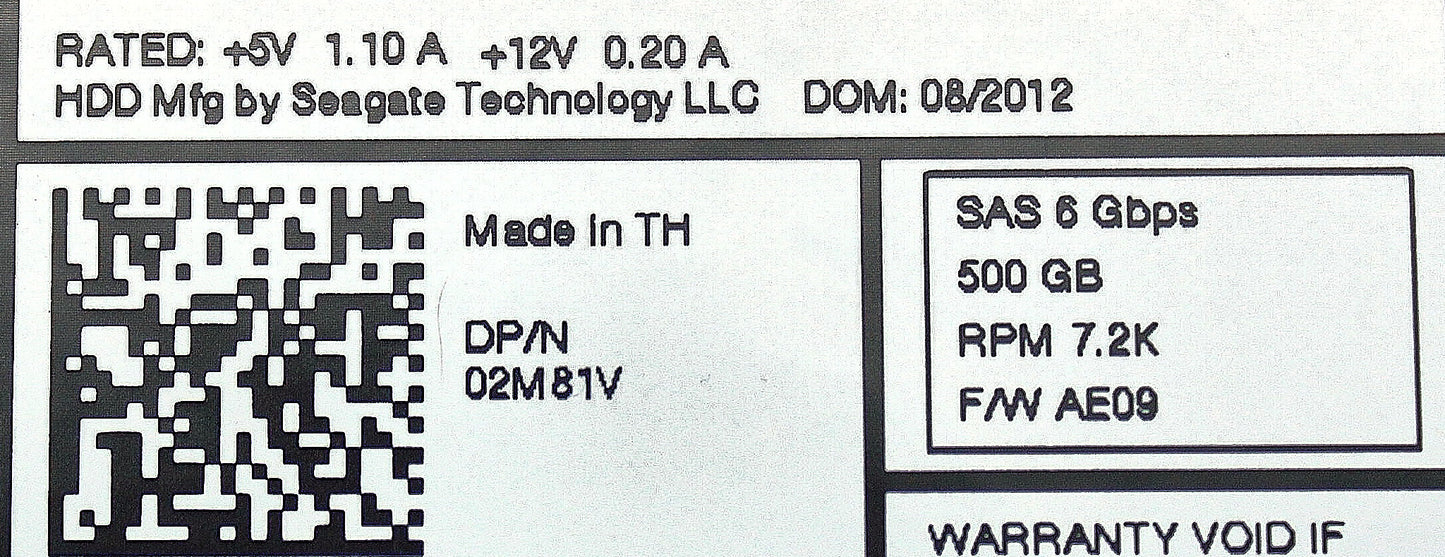 RATED: +5V 1.10 A +12V 0.20 A
HDD Mfg by Seagate Technology LLC DOM: 08/2012
Made in TH
DP/N
02M81V
SAS 6 Gbps
500 GB
RPM 7.2K
F/W AE09
WARRANTY VOID IF